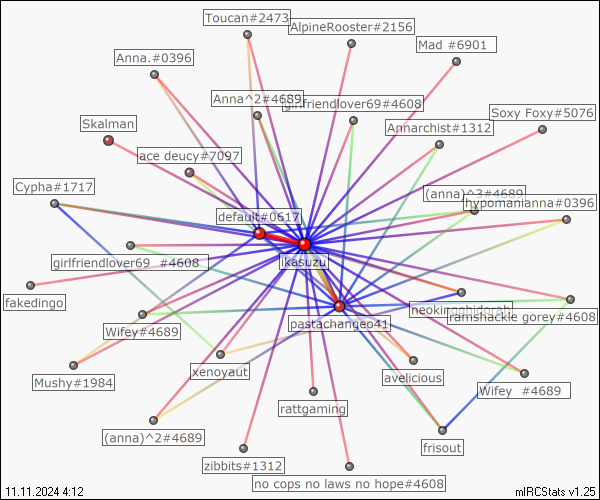 Toucan#2473
AlpineRooster#2156
Mad #6901
Anna.#0396
Anna^2#4689
girlfriendlover69#4608
Soxy Foxy#5076
Skalman
Annarchist#1312
ace deucy#7097
Cypha#1717
(anna)^3#4689
hypomanianna#0396
default#0617
ikasuzu
girlfriendlover69 #4608
fakedingo
neokingghidorah
ramshackle gorey#4608
Wifey#4689
pastachangeo41
xenoyaut
avelicious
Mushy#1984
Wifey #4689
rattgaming
(anna)^2#4689
frisout
zibbits#1312
no cops no laws no hope#4608
11.11.2024 4:12
mIRCStats v1.25